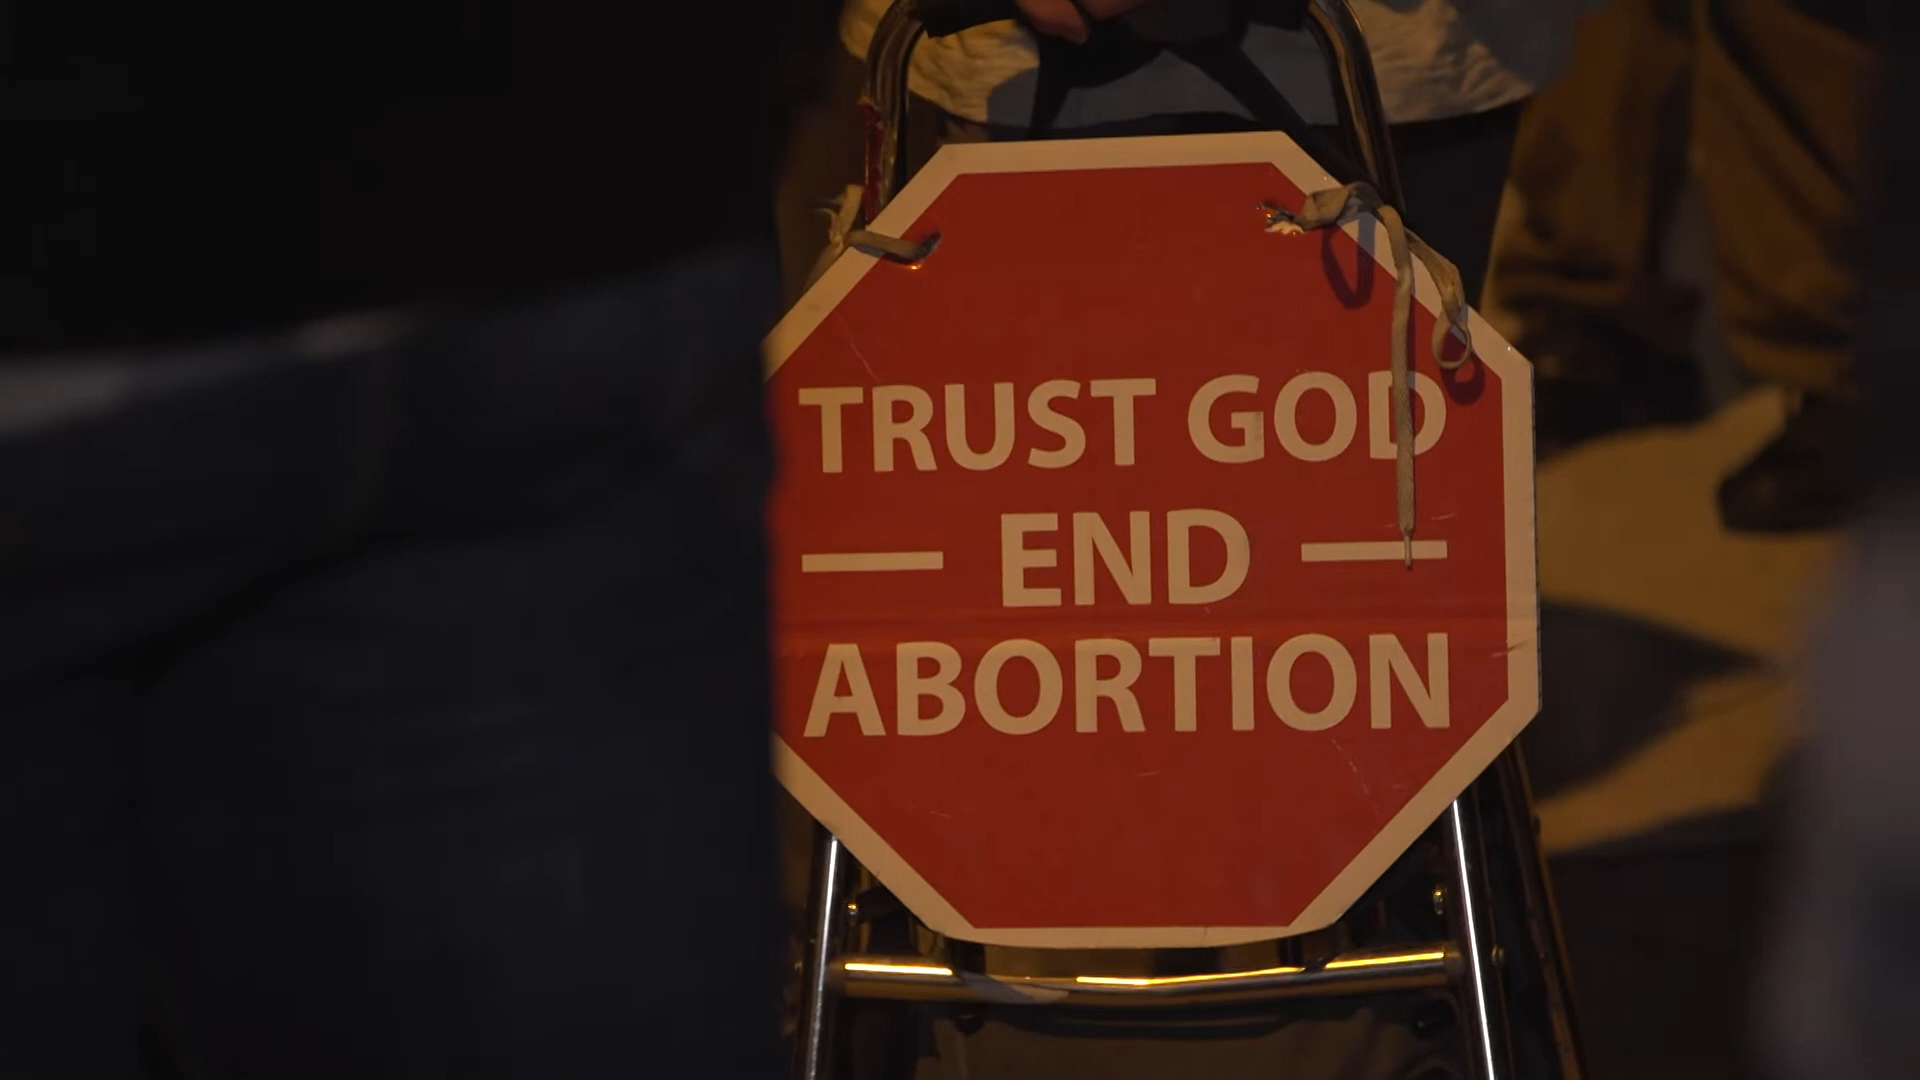 TRUST GOD
— END —
ABORTION